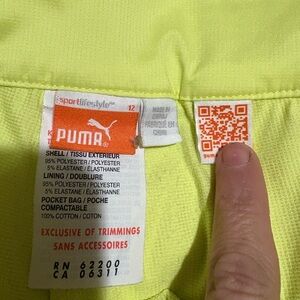 sportlifestyle
12
PUMA
SHELL / TISSU EXTERIEUR
95% POLYESTER / POLYESTER
5% ELASTANE / ÉLASTHANNE
LINING / DOUBLURE
95% POLYESTER / POLYESTER
5% ELASTANE / ÉLASTHANNE
POCKET BAG / POCHE
COMPACTABLE
100% COTTON / COTON
EXCLUSIVE OF TRIMMINGS
SANS ACCESSOIRES
RN 62200
CA 06311
MADE IN
CHINA/
FABRIQUÉ EN
CHINE